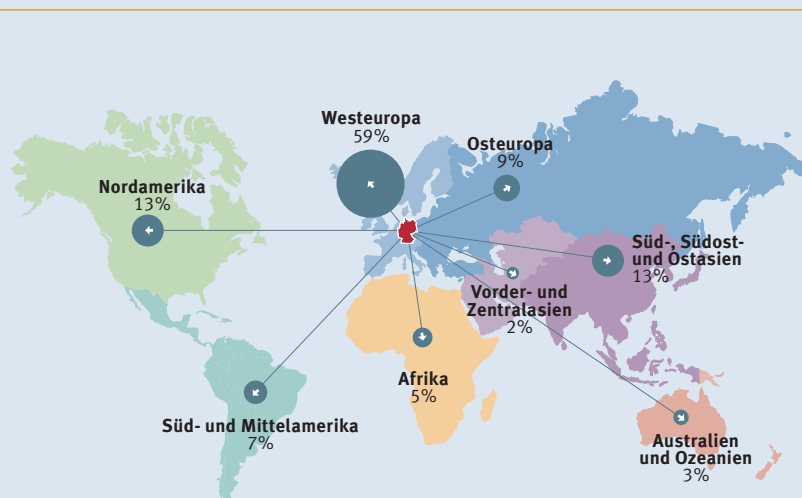 Westeuropa
59%
Osteuropa
9%
Nordamerika
13%
Süd-, Südost-
und Ostasien
13%
Vorder- und
Zentralasien
2%
Afrika
5%
Süd- und Mittelamerika
7%
Australien
und Ozeanien
3%